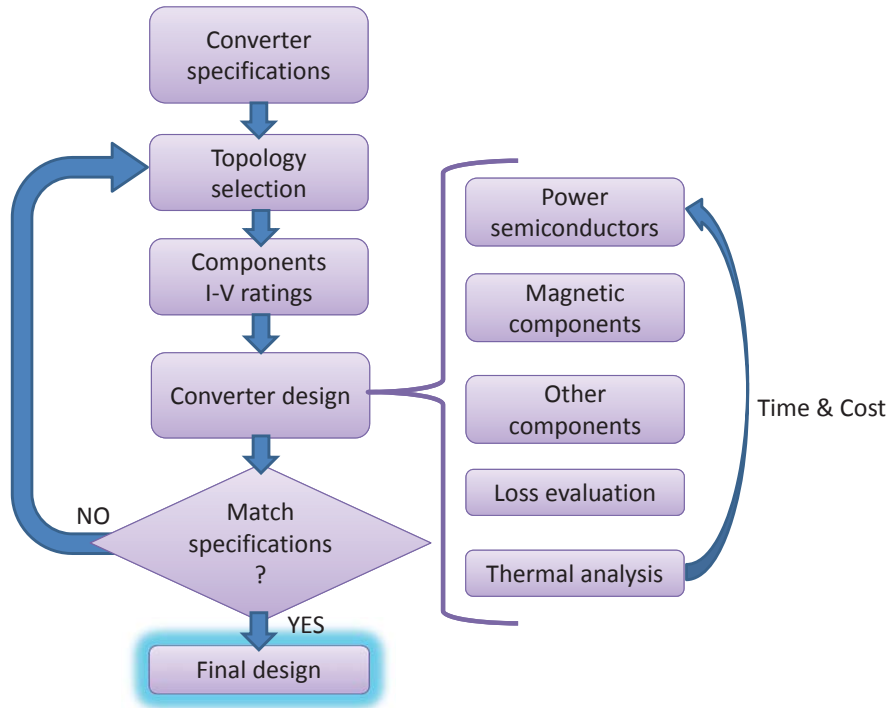 Converter
specifications
Topology
selection
Components
I-V ratings
Converter design
Match
specifications
?
NO
YES
Final design
Power
semiconductors
Magnetic
components
Other
components
Loss evaluation
Thermal analysis
Time & Cost